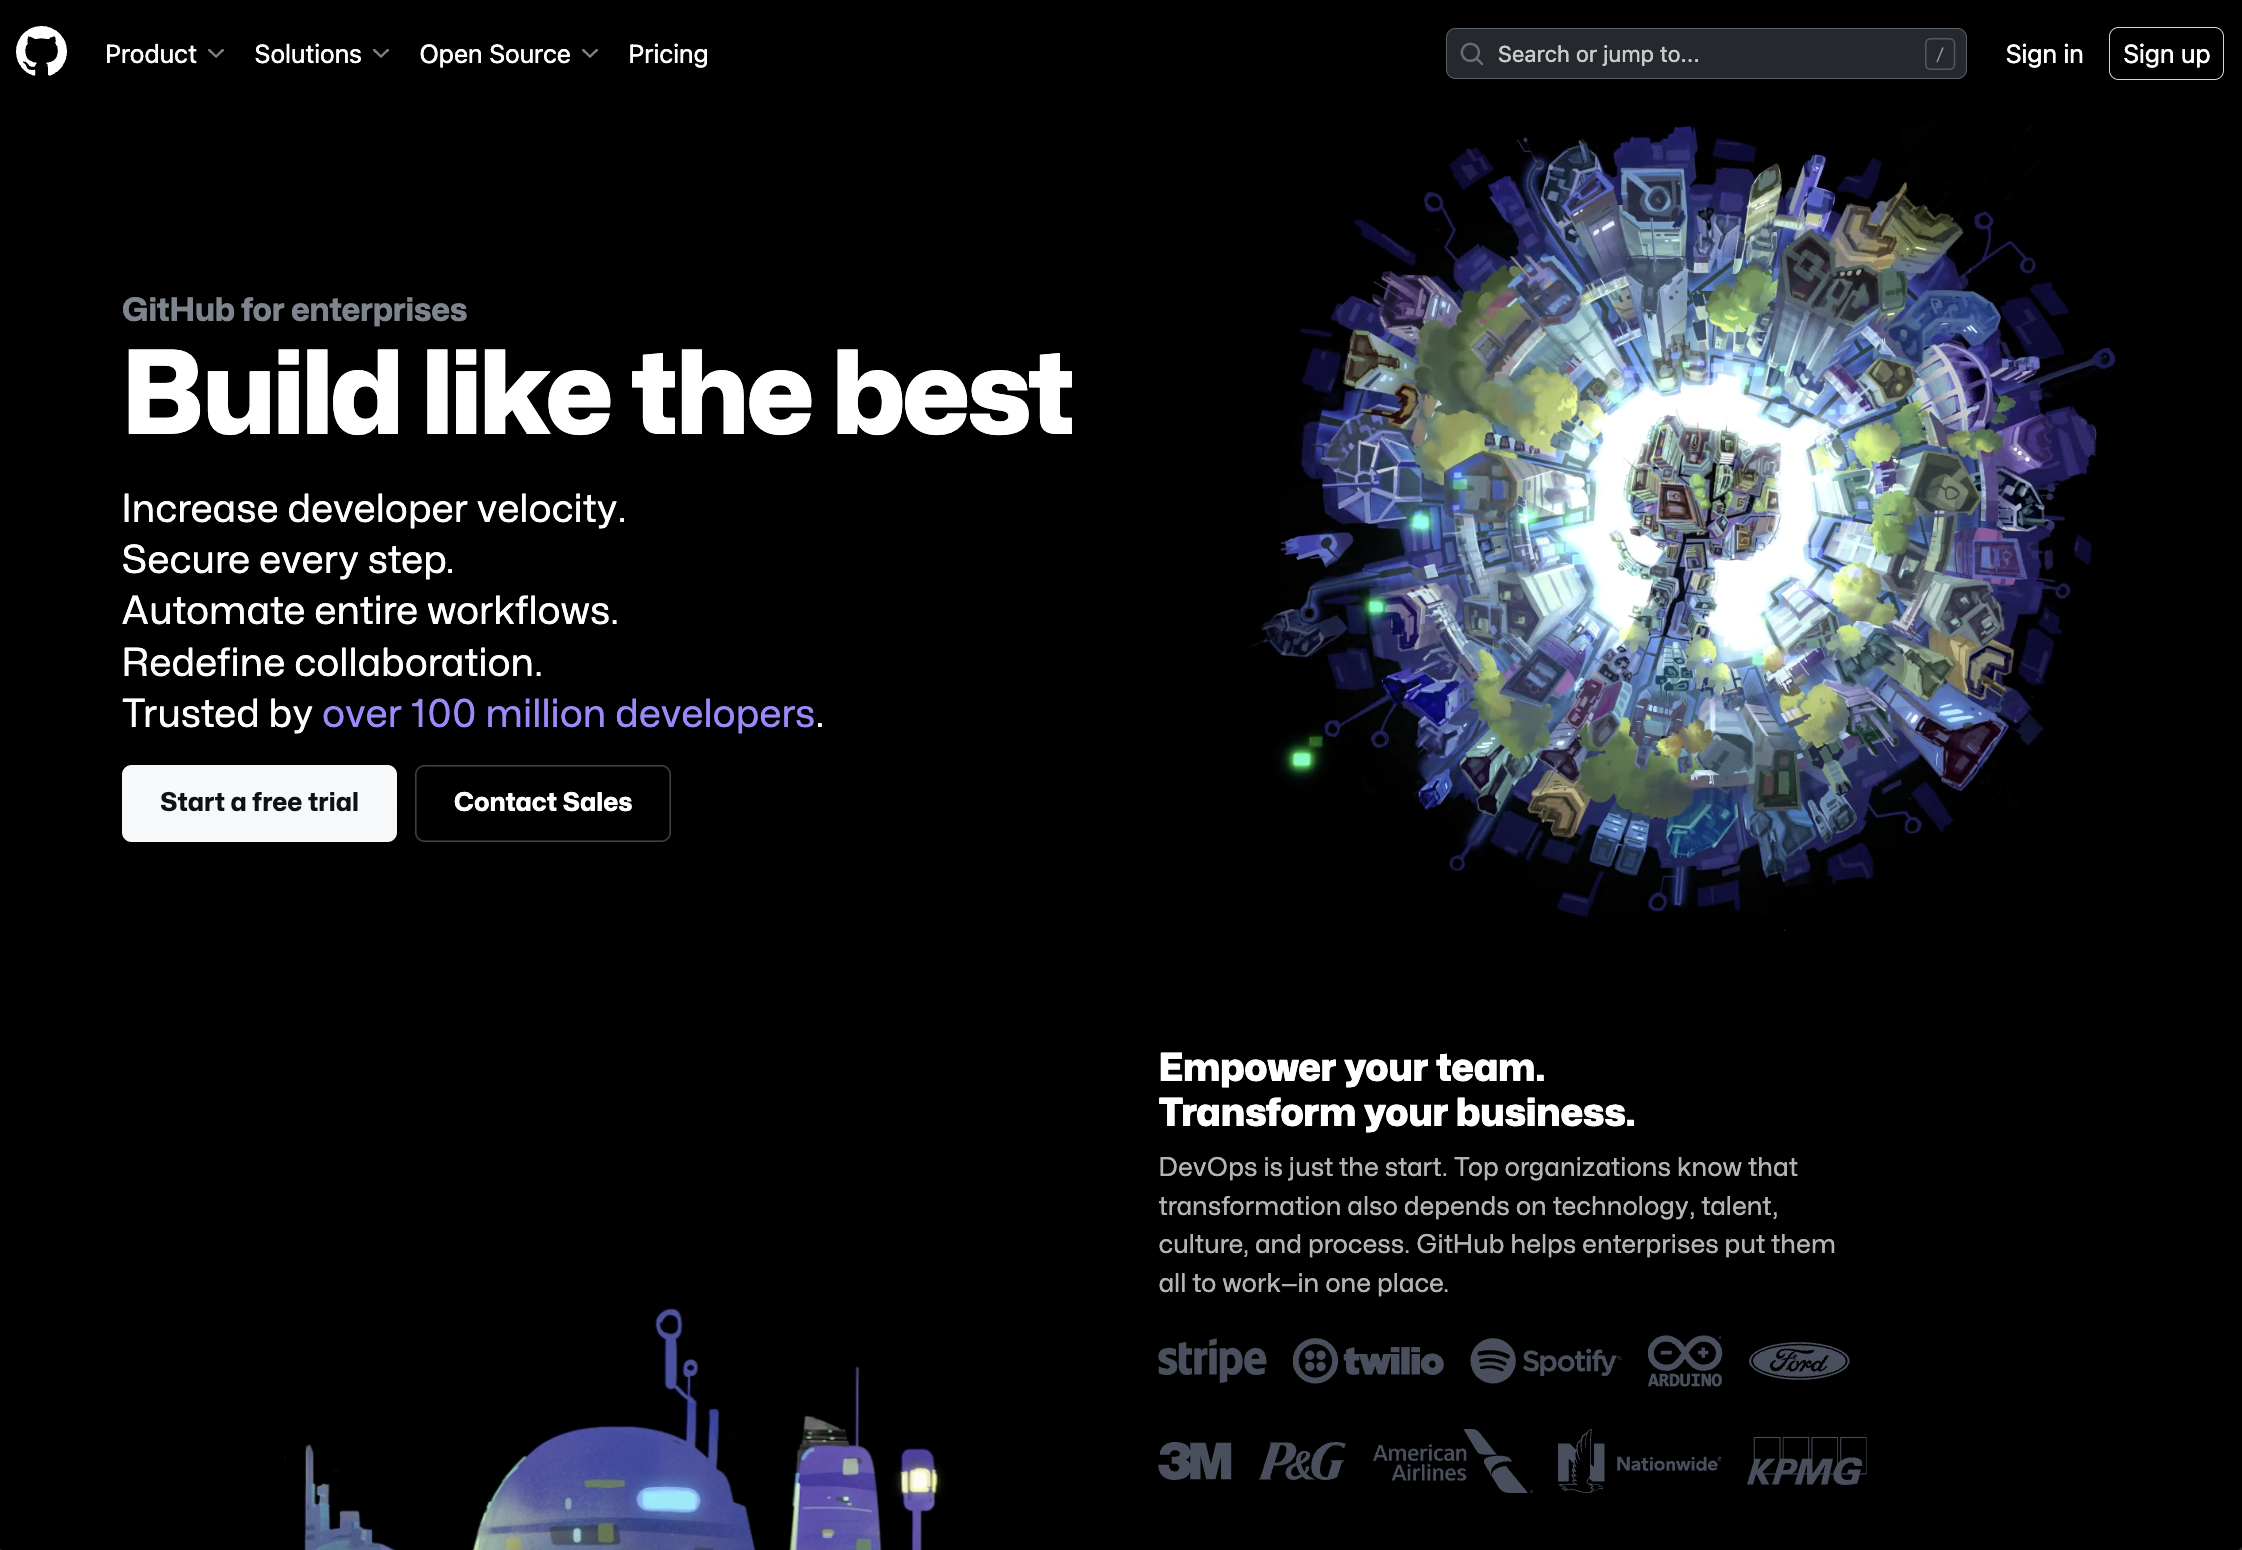 Product
Solutions
Open Source
Pricing
Search or jump to...
/
Sign in
Sign up
GitHub for enterprises
Build like the best
Increase developer velocity.
Secure every step.
Automate entire workflows.
Redefine collaboration.
Trusted by over 100 million developers.
Start a free trial
Contact Sales
Empower your team.
Transform your business.
DevOps is just the start. Top organizations know that
transformation also depends on technology, talent,
culture, and process. GitHub helps enterprises put them
all to work—in one place.
stripe
twilio
Spotify
ARDUINO
Ford
3M
P&G
American
Airlines
Nationwide
KPMG